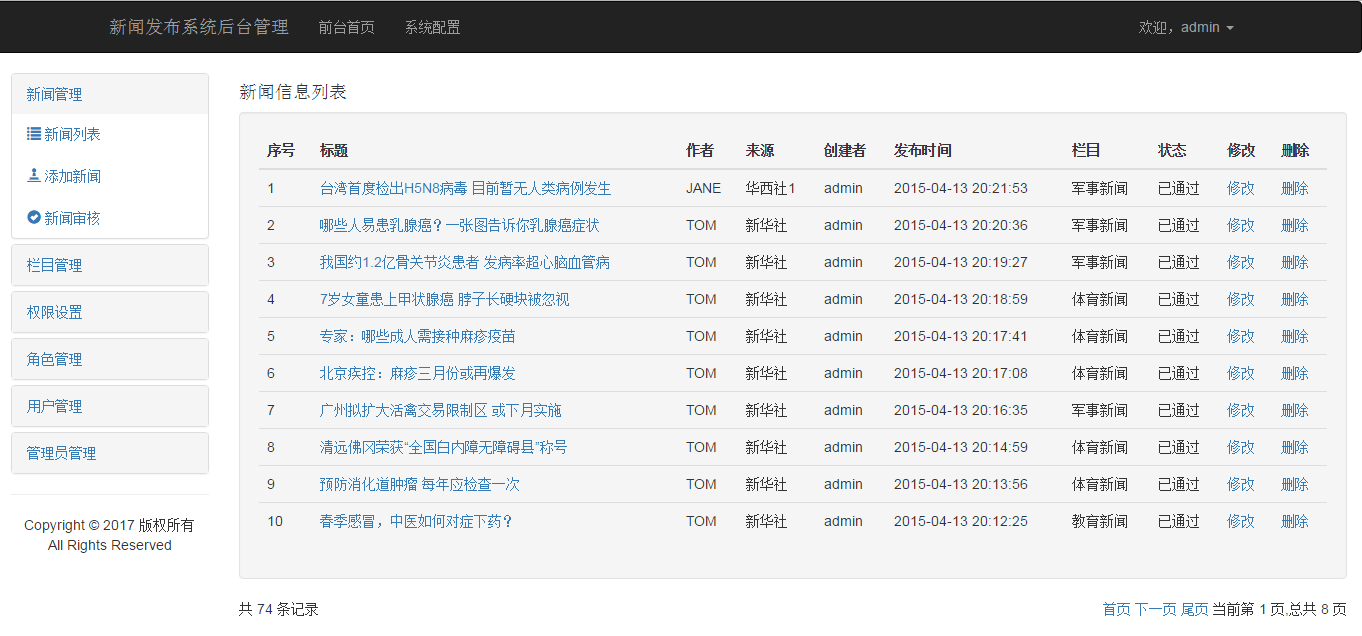 新闻发布系统后台管理 前台首页 系统配置 欢迎，admin
新闻管理
新闻列表
添加新闻
新闻审核
栏目管理
权限设置
角色管理
用户管理
管理员管理
Copyright © 2017 版权所有
All Rights Reserved
新闻信息列表
序号 标题 作者 来源 创建者 发布时间 栏目 状态 修改 删除
1 台湾首度检出H5N8病毒 目前暂无人类病例发生 JANE 华西社1 admin 2015-04-13 20:21:53 军事新闻 已通过 修改 删除
2 哪些人易患乳腺癌？一张图告诉你乳腺癌症状 TOM 新华社 admin 2015-04-13 20:20:36 军事新闻 已通过 修改 删除
3 我国约1.2亿骨关节炎患者 发病率超心脑血管病 TOM 新华社 admin 2015-04-13 20:19:27 军事新闻 已通过 修改 删除
4 7岁女童患上甲状腺癌 脖子长硬块被忽视 TOM 新华社 admin 2015-04-13 20:18:59 体育新闻 已通过 修改 删除
5 专家：哪些成人需接种麻疹疫苗 TOM 新华社 admin 2015-04-13 20:17:41 体育新闻 已通过 修改 删除
6 北京疾控：麻疹三月份或再爆发 TOM 新华社 admin 2015-04-13 20:17:08 体育新闻 已通过 修改 删除
7 广州拟扩大活禽交易限制区 或下月实施 TOM 新华社 admin 2015-04-13 20:16:35 军事新闻 已通过 修改 删除
8 清远佛冈荣获“全国白内障无障碍县”称号 TOM 新华社 admin 2015-04-13 20:14:59 体育新闻 已通过 修改 删除
9 预防消化道肿瘤 每年应检查一次 TOM 新华社 admin 2015-04-13 20:13:56 体育新闻 已通过 修改 删除
10 春季感冒，中医如何对症下药？ TOM 新华社 admin 2015-04-13 20:12:25 教育新闻 已通过 修改 删除
共 74 条记录 首页 下一页 尾页 当前第 1 页,总共 8 页